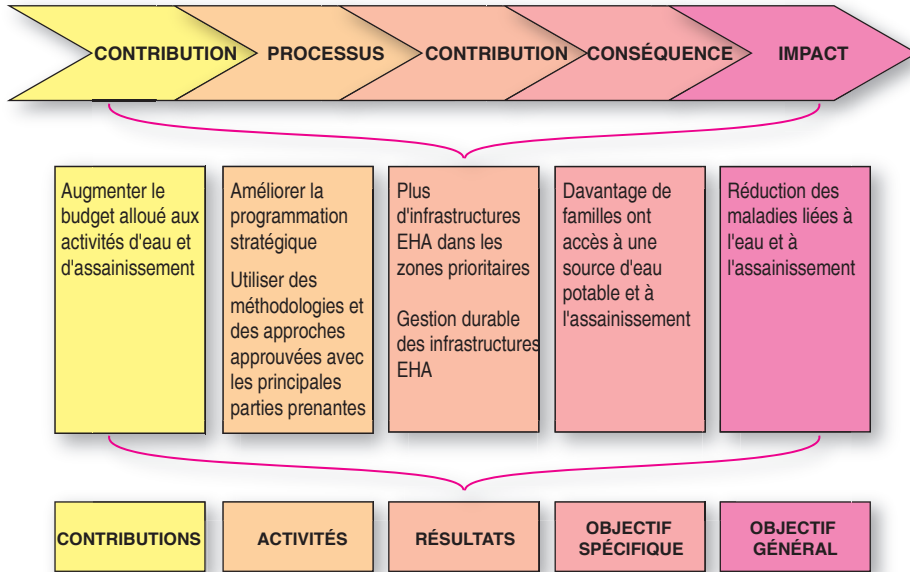 CONTRIBUTION
PROCESSUS
CONTRIBUTION
CONSÉQUENCE
IMPACT
Augmenter le
budget alloué aux
activités d'eau et
d'assainissement
Améliorer la
programmation
stratégique
Utiliser des
méthodologies et
des approches
approuvées avec
les principales
parties prenantes
Plus
d'infrastructures
EHA dans les
zones prioritaires
Gestion durable
des infrastructures
EHA
Davantage de
familles ont
accès à une
source d'eau
potable et à
l'assainissement
Réduction des
maladies liées à
l'eau et à
l'assainissement
CONTRIBUTIONS
ACTIVITÉS
RÉSULTATS
OBJECTIF
SPÉCIFIQUE
OBJECTIF
GÉNÉRAL